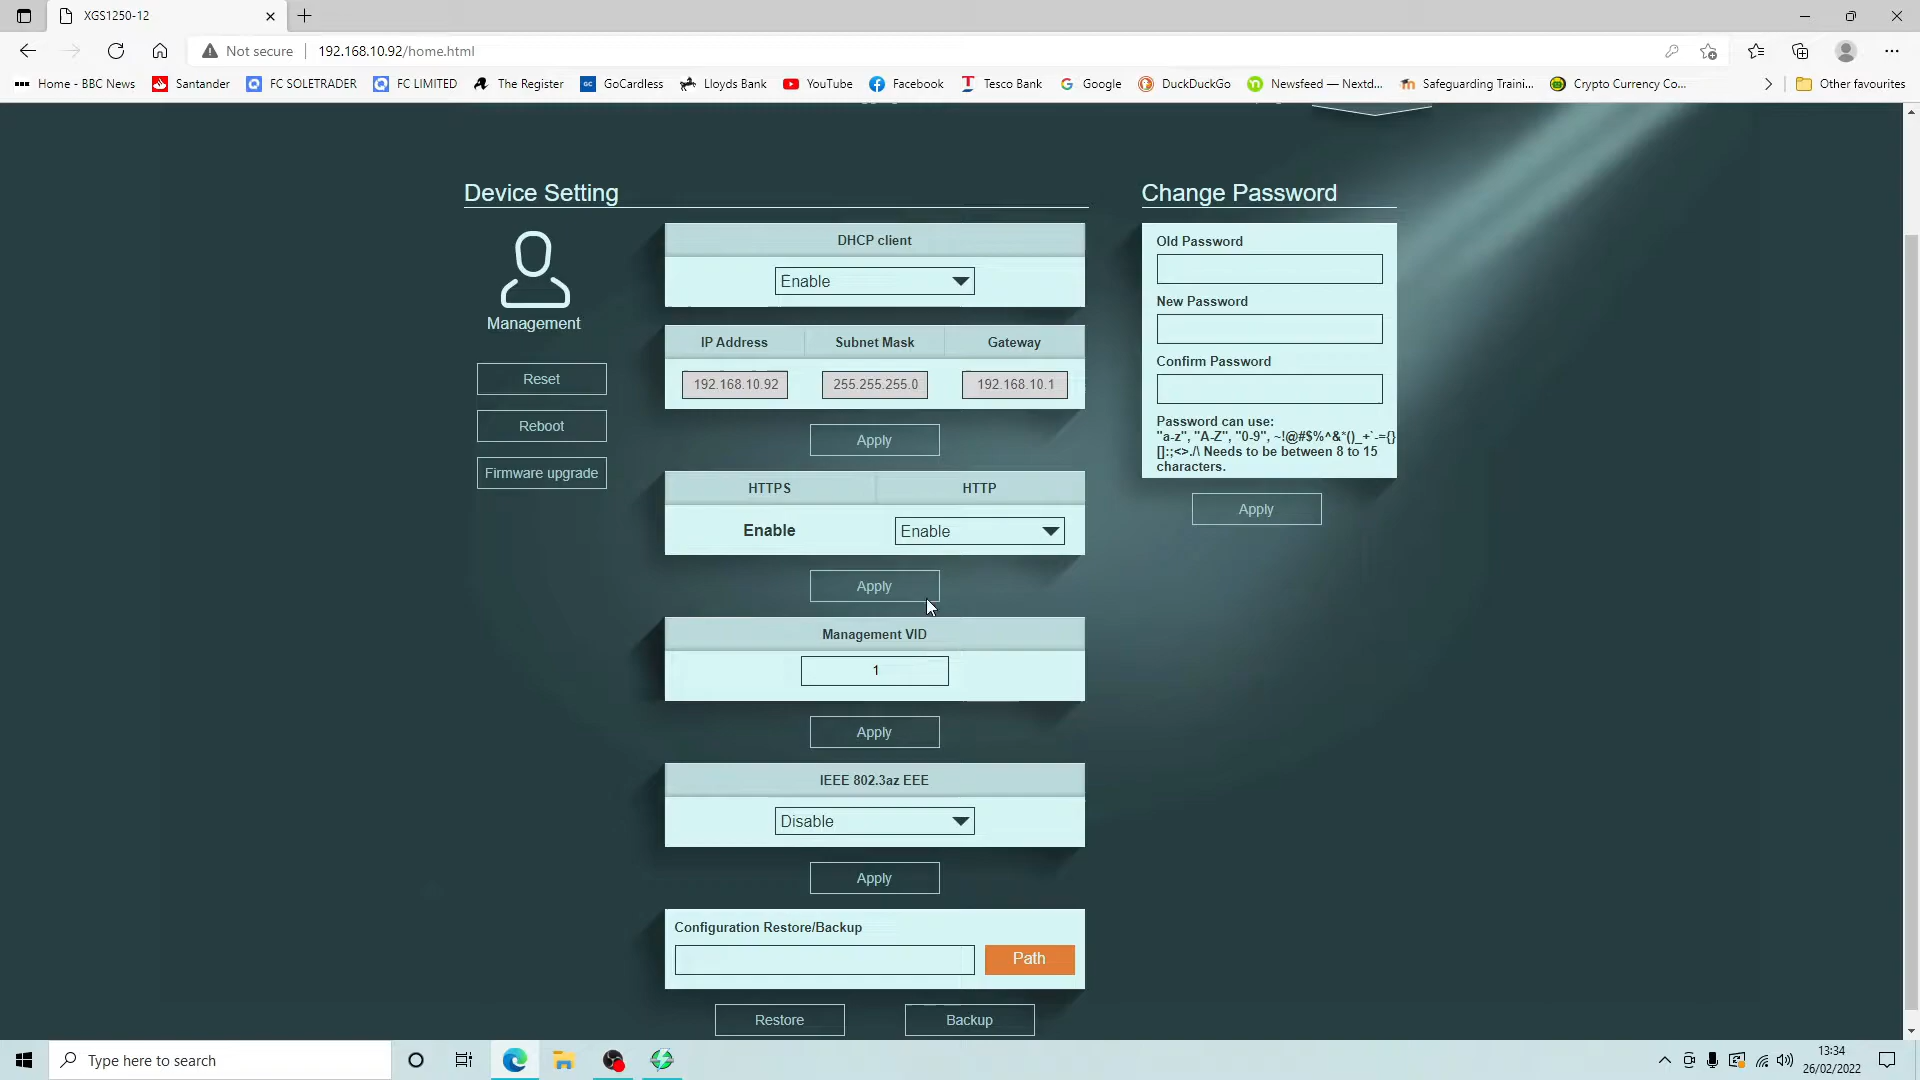 XGS1250-12
Not secure 192.168.10.92/home.html
Home - BBC News Santander FC SOLETRADER FC LIMITED The Register GoCardless Lloyds Bank YouTube Facebook Tesco Bank Google DuckDuckGo Newsfeed — Nextd... Safeguarding Traini... Crypto Currency Co... Other favourites
Device Setting
Management
Reset
Reboot
Firmware upgrade
DHCP client
Enable
IP Address Subnet Mask Gateway
192.168.10.92 255.255.255.0 192.168.10.1
Apply
HTTPS HTTP
Enable Enable
Apply
Management VID
1
Apply
IEEE 802.3az EEE
Disable
Apply
Configuration Restore/Backup
Path
Restore Backup
Change Password
Old Password
New Password
Confirm Password
Password can use:
"a-z", "A-Z", "0-9", ~!@#$%^&*()_+`-={}
[]:;<>./\ Needs to be between 8 to 15
characters.
Apply
Type here to search
13:34
26/02/2022